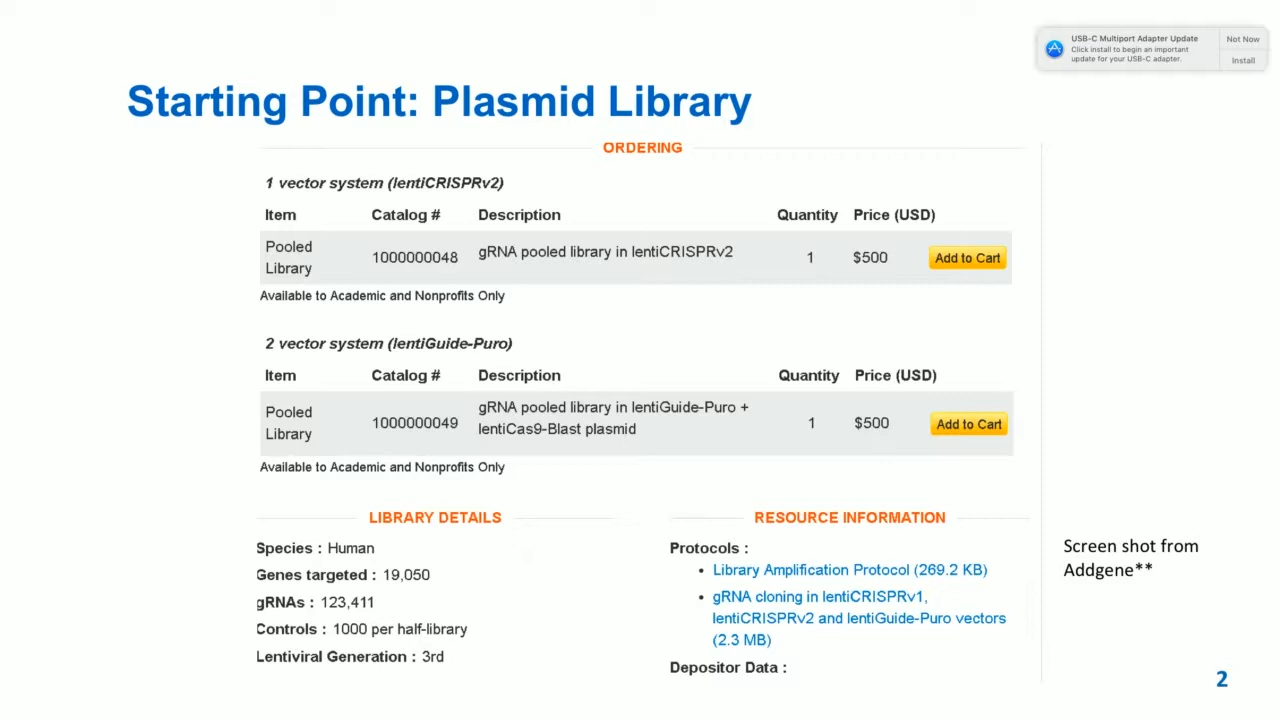 USB-C Multiport Adapter Update
Click install to begin an important
update for your USB-C adapter.
Not Now
Install
Starting Point: Plasmid Library
ORDERING
1 vector system (lentiCRISPRv2)
Item Catalog # Description Quantity Price (USD)
Pooled Library 1000000048 gRNA pooled library in lentiCRISPRv2 1 $500 Add to Cart
Available to Academic and Nonprofits Only
2 vector system (lentiGuide-Puro)
Item Catalog # Description Quantity Price (USD)
Pooled Library 1000000049 gRNA pooled library in lentiGuide-Puro + lentiCas9-Blast plasmid 1 $500 Add to Cart
Available to Academic and Nonprofits Only
LIBRARY DETAILS
Species : Human
Genes targeted : 19,050
gRNAs : 123,411
Controls : 1000 per half-library
Lentiviral Generation : 3rd
RESOURCE INFORMATION
Protocols :
• Library Amplification Protocol (269.2 KB)
• gRNA cloning in lentiCRISPRv1,
lentiCRISPRv2 and lentiGuide-Puro vectors
(2.3 MB)
Depositor Data :
Screen shot from
Addgene**
2